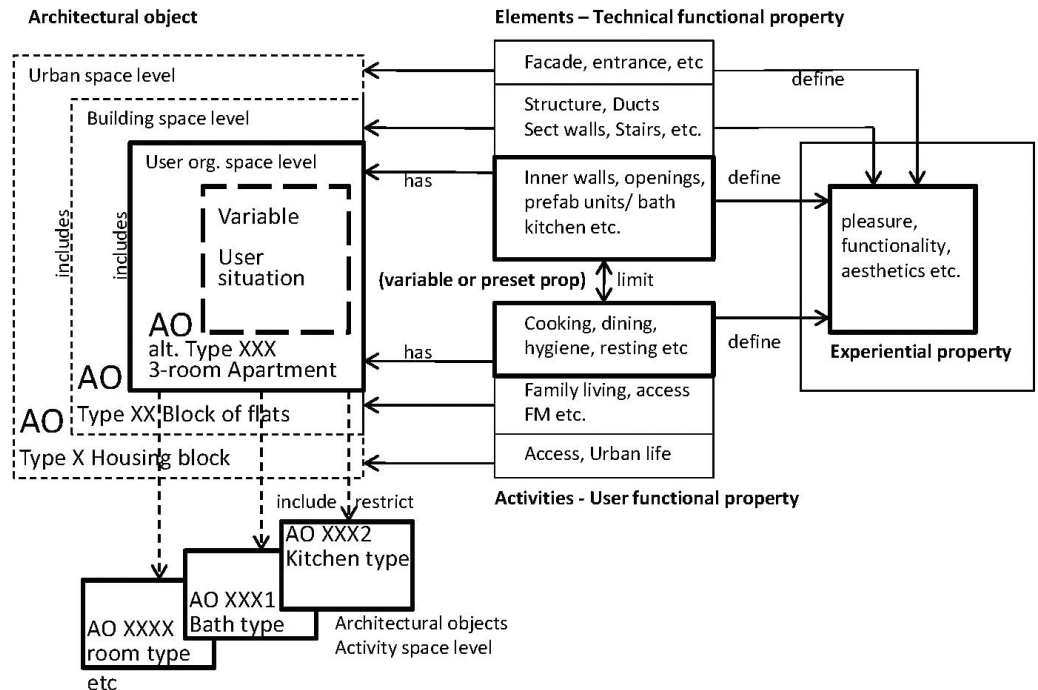 Architectural object
Urban space level
Building space level
User org. space level
Variable
User
situation
includes
includes
AO
alt. Type XXX
3-room Apartment
AO
Type XX Block of flats
AO
Type X Housing block
include
restrict
AO XXX2
Kitchen type
AO XXX1
Bath type
AO XXXX
room type
etc
Architectural objects
Activity space level
Elements – Technical functional property
Facade, entrance, etc
Structure, Ducts
Sect walls, Stairs, etc.
has
Inner walls, openings,
prefab units/ bath
kitchen etc.
(variable or preset prop)
limit
Cooking, dining,
hygiene, resting etc
has
Family living, access
FM etc.
Access, Urban life
Activities - User functional property
define
define
define
pleasure,
functionality,
aesthetics etc.
Experiential property